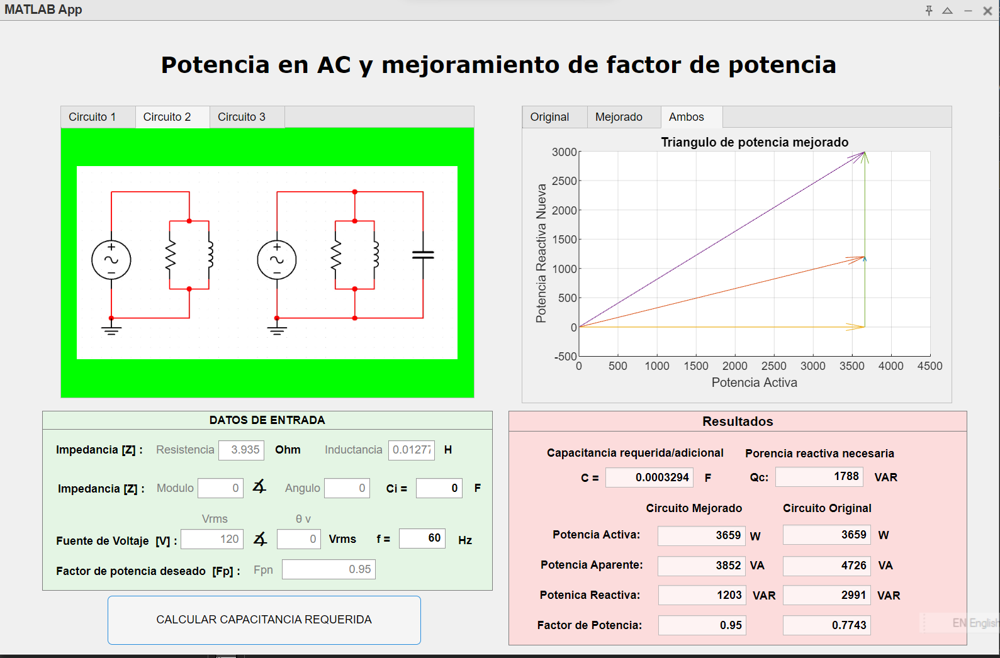 MATLAB App
Potencia en AC y mejoramiento de factor de potencia
Circuito 1 Circuito 2 Circuito 3
Original Mejorado Ambos
Triangulo de potencia mejorado
Potencia Reactiva Nueva
3000
2500
2000
1500
1000
500
0
-500
0 500 1000 1500 2000 2500 3000 3500 4000 4500
Potencia Activa
DATOS DE ENTRADA
Impedancia [Z] : Resistencia 3.935 Ohm Inductancia 0.01277 H
Impedancia [Z] : Modulo 0 Angulo 0 Ci = 0 F
Vrms θ v
Fuente de Voltaje [V] : 120 0 Vrms f = 60 Hz
Factor de potencia deseado [Fp] : Fpn 0.95
CALCULAR CAPACITANCIA REQUERIDA
Resultados
Capacitancia requerida/adicional Porencia reactiva necesaria
C = 0.0003294 F Qc: 1788 VAR
Circuito Mejorado Circuito Original
Potencia Activa: 3659 W 3659 W
Potencia Aparente: 3852 VA 4726 VA
Potenica Reactiva: 1203 VAR 2991 VAR
Factor de Potencia: 0.95 0.7743
EN English